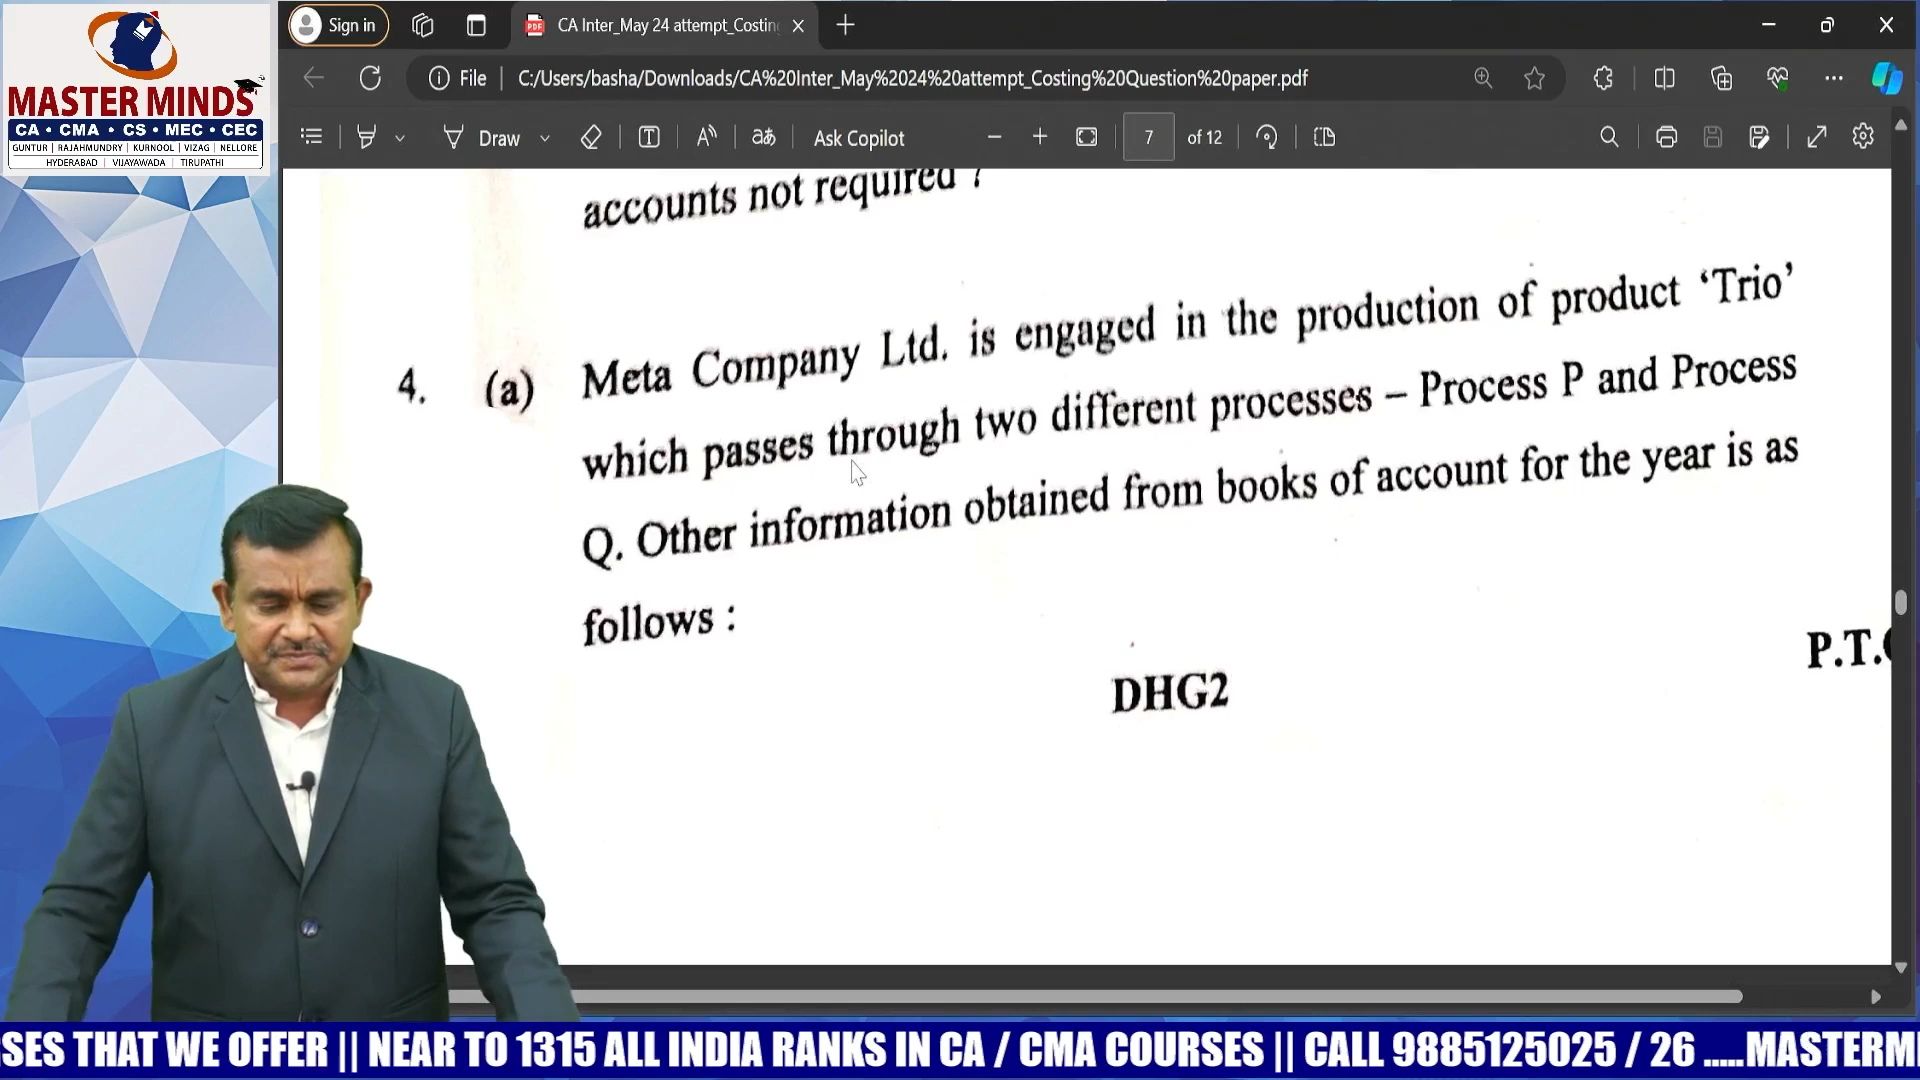 MASTER MINDS
CA • CMA • CS • MEC • CEC
GUNTUR | RAJAHMUNDRY | KURNOOL | VIZAG | NELLORE
HYDERABAD | VIJAYAWADA | TIRUPATHI
Sign in
CA Inter_May 24 attempt_Costin
File
C:/Users/basha/Downloads/CA%20Inter_May%2024%20attempt_Costing%20Question%20paper.pdf
Draw
Ask Copilot
7 of 12
accounts not required ?
4. (a) Meta Company Ltd. is engaged in the production of product ‘Trio’
which passes through two different processes – Process P and Process
Q. Other information obtained from books of account for the year is as
follows :
P.T.
DHG2
SES THAT WE OFFER || NEAR TO 1315 ALL INDIA RANKS IN CA / CMA COURSES || CALL 9885125025 / 26 .....MASTERM